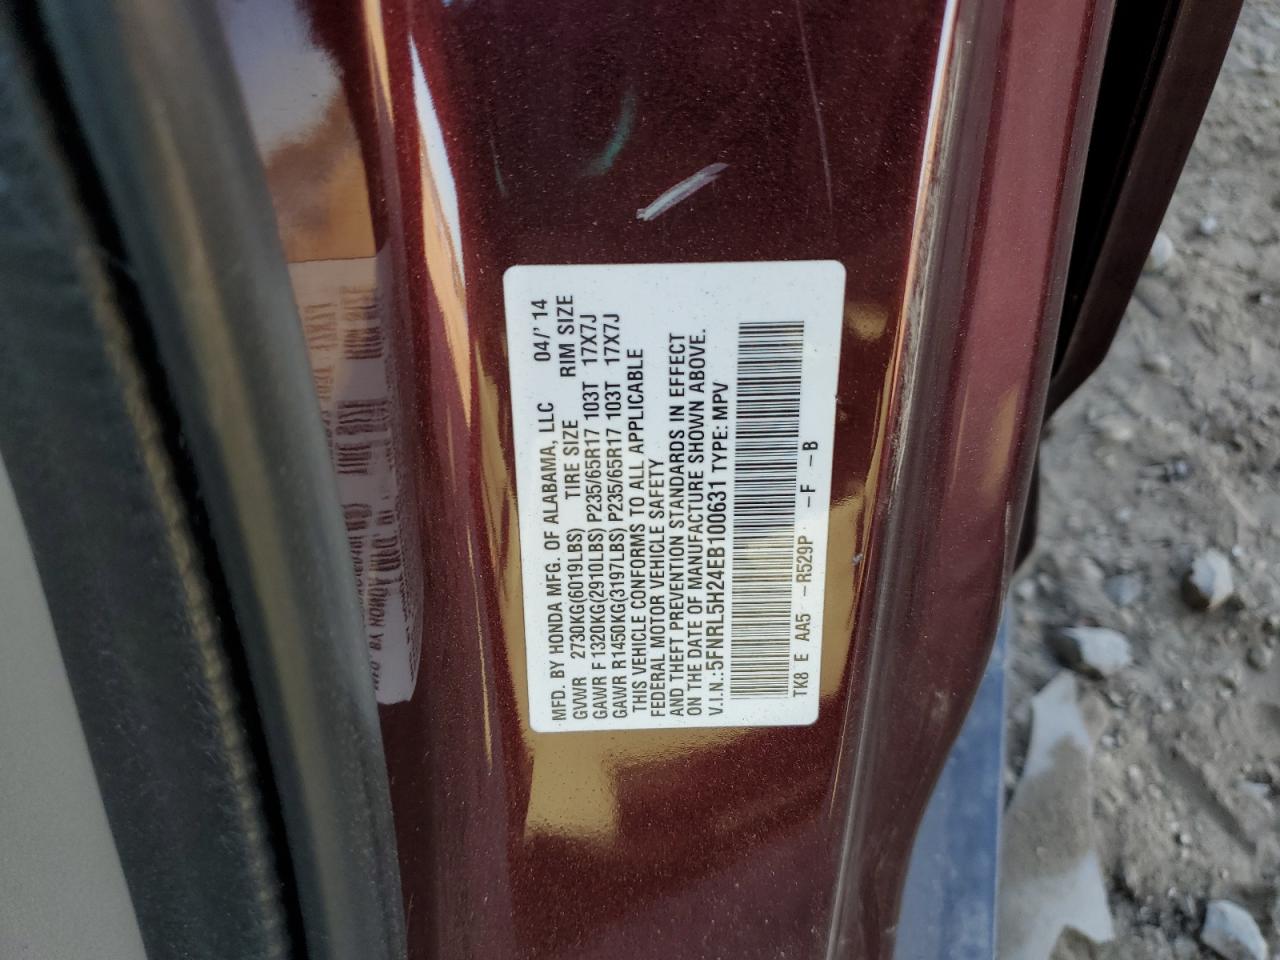 MFD. BY HONDA MFG. OF ALABAMA, LLC 04/' 14
GVWR 2730KG(6019LBS) TIRE SIZE RIM SIZE
GAWR F 1320KG(2910LBS) P235/65R17 103T 17X7J
GAWR R1450KG(3197LBS) P235/65R17 103T 17X7J
THIS VEHICLE CONFORMS TO ALL APPLICABLE
FEDERAL MOTOR VEHICLE SAFETY
AND THEFT PREVENTION STANDARDS IN EFFECT
ON THE DATE OF MANUFACTURE SHOWN ABOVE.
V.I.N.:5FNRL5H24EB100631 TYPE: MPV
TK8 E AA5 -R529P -F -B